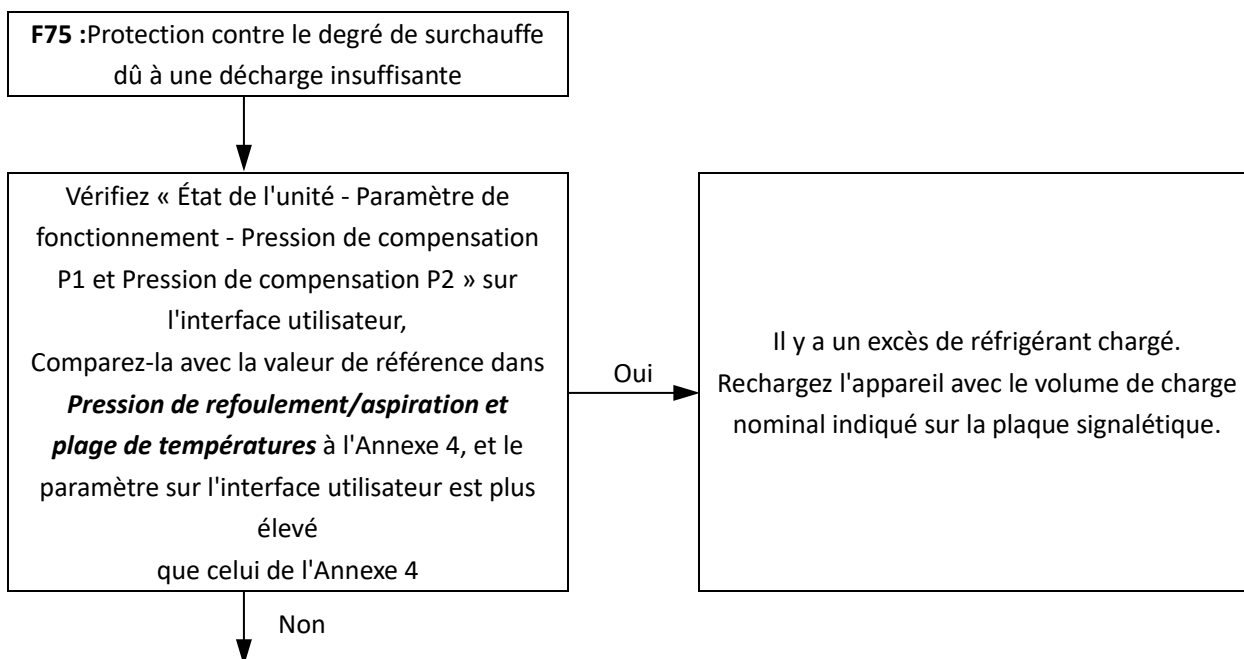 F75 :Protection contre le degré de surchauffe
dû à une décharge insuffisante
Vérifiez « État de l'unité - Paramètre de
fonctionnement - Pression de compensation
P1 et Pression de compensation P2 » sur
l'interface utilisateur,
Comparez-la avec la valeur de référence dans
Pression de refoulement/aspiration et
plage de températures à l'Annexe 4, et le
paramètre sur l'interface utilisateur est plus
élevé
que celui de l'Annexe 4
Oui
Il y a un excès de réfrigérant chargé.
Rechargez l'appareil avec le volume de charge
nominal indiqué sur la plaque signalétique.
Non